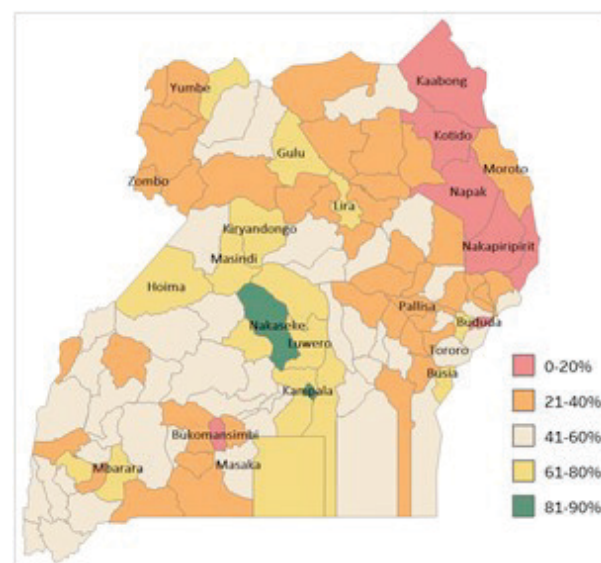 Kaabong
Yumbe
Kotido
Gulu
Moroto
Zombo
Napak
Lira
Kiryandongo
Nakapiripirit
Masindi
Hoima
Pallisa
Nakaseke.
Bududa
Luwero
Tororo
0-20%
Busia
Kampala
21-40%
41-60%
Bukomansimbi
Masaka
Mbarara
61-80%
81-90%